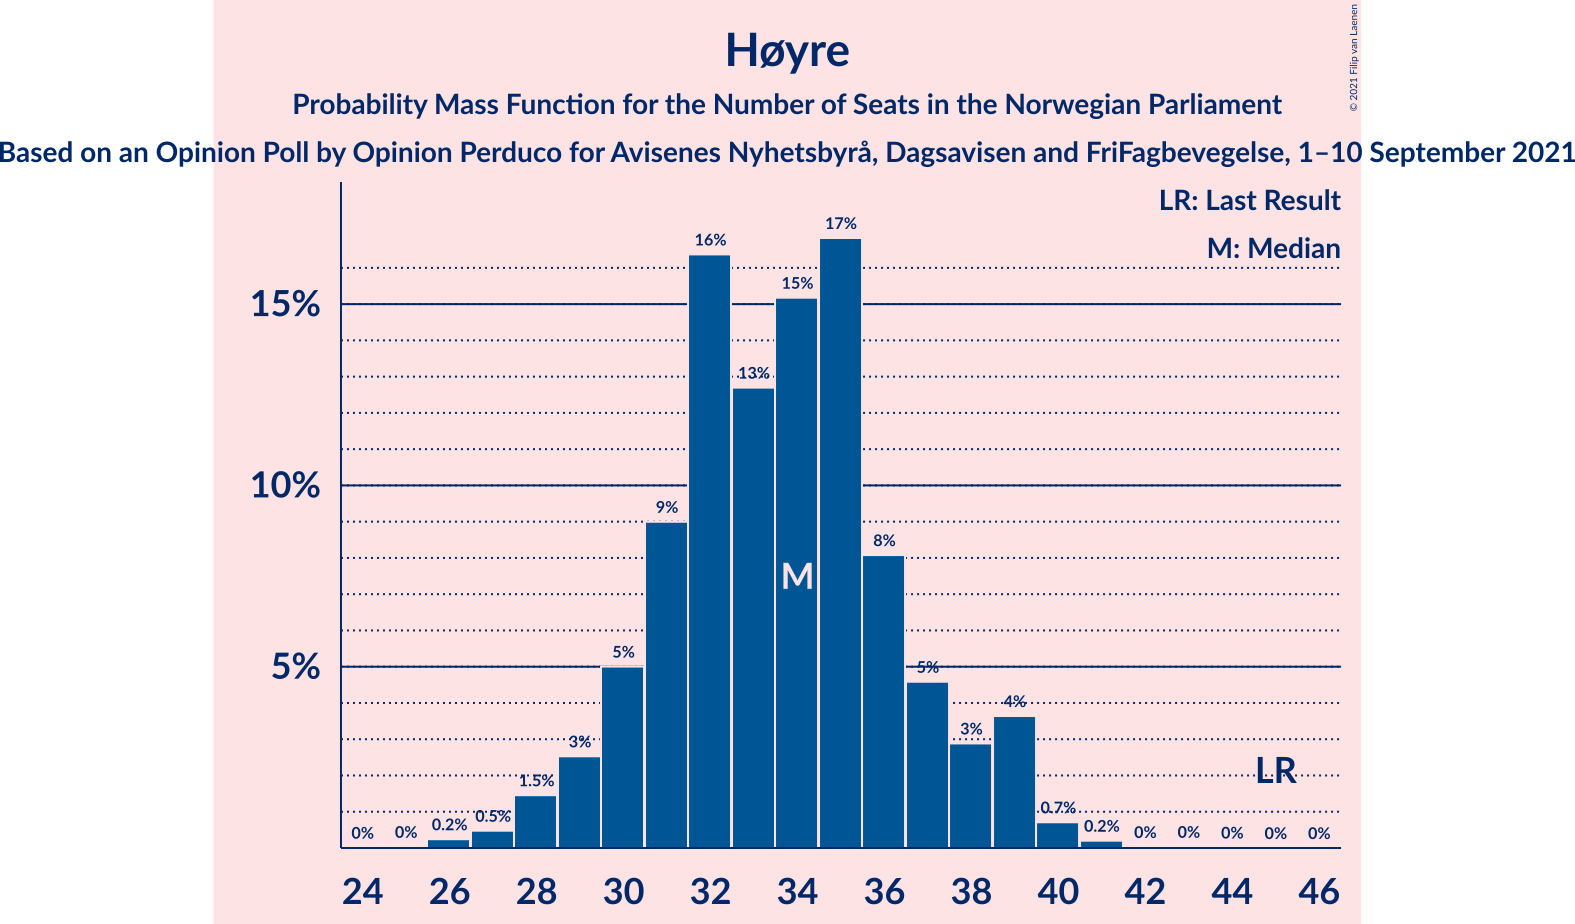 Høyre
Probability Mass Function for the Number of Seats in the Norwegian Parliament
Based on an Opinion Poll by Opinion Perduco for Avisenes Nyhetsbyrå, Dagsavisen and FriFagbevegelse, 1–10 September 2021
© 2021 Filip van Laenen
LR: Last Result
M: Median
15%
10%
5%
0%
0%
0.2%
0.5%
1.5%
3%
5%
9%
16%
13%
15%
17%
8%
5%
3%
4%
0.7%
0.2%
0%
0%
0%
0%
0%
M
LR
24 26 28 30 32 34 36 38 40 42 44 46